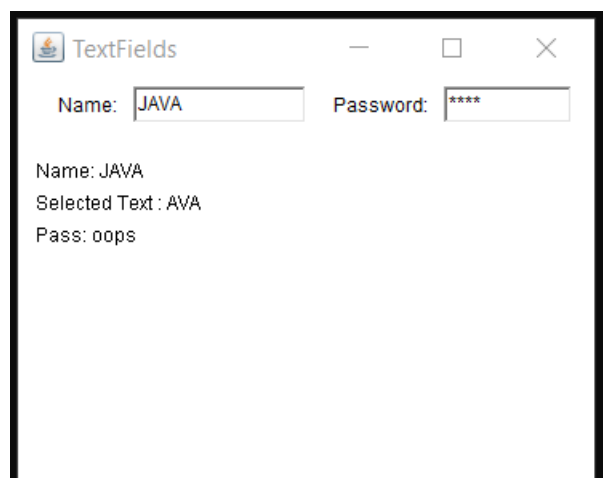 TextFields
Name: JAVA Password: ****
Name: JAVA
Selected Text : AVA
Pass: oops